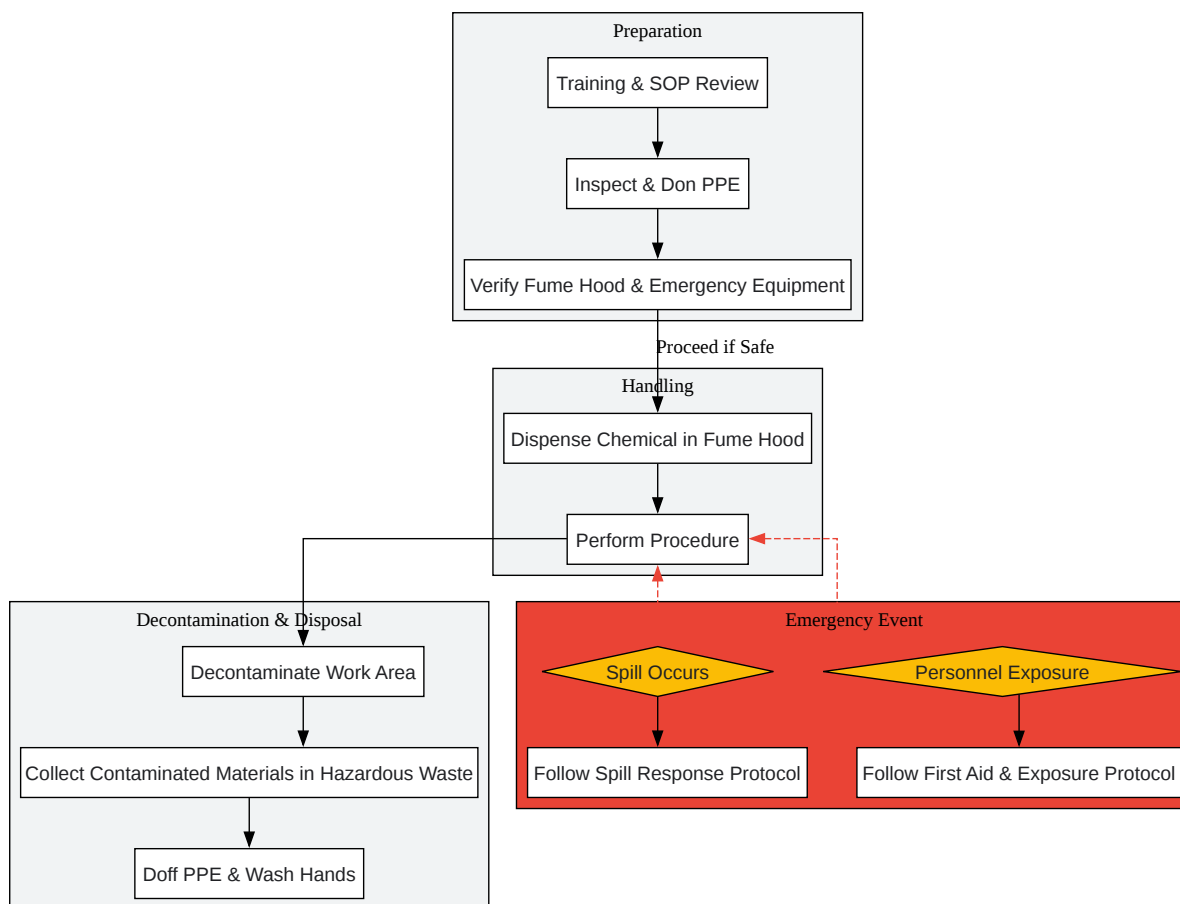 Preparation
Training & SOP Review
Inspect & Don PPE
Verify Fume Hood & Emergency Equipment
Proceed if Safe
Handling
Dispense Chemical in Fume Hood
Perform Procedure
Decontamination & Disposal
Decontaminate Work Area
Collect Contaminated Materials in Hazardous Waste
Doff PPE & Wash Hands
Emergency Event
Spill Occurs
Personnel Exposure
Follow Spill Response Protocol
Follow First Aid & Exposure Protocol